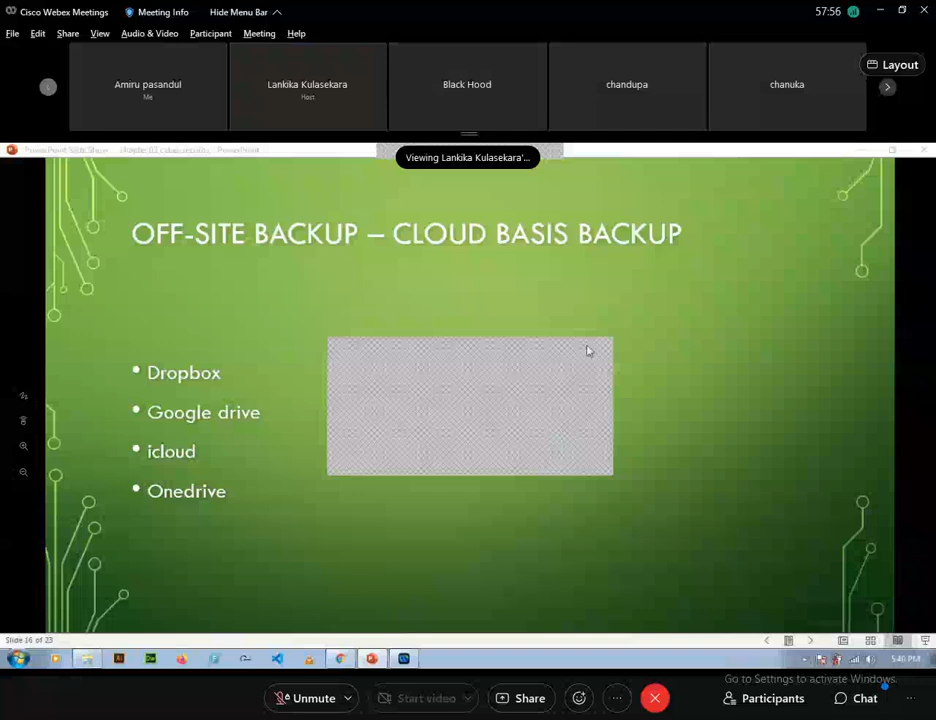 Cisco Webex Meetings
Meeting Info
Hide Menu Bar
57:56
File Edit Share View Audio & Video Participant Meeting Help
Amiru pasandul
Me
Lankika Kulasekara
Host
Black Hood
chandupa
chanuka
Layout
Viewing Lankika Kulasekara'...
OFF-SITE BACKUP – CLOUD BASIS BACKUP
• Dropbox
• Google drive
• icloud
• Onedrive
Slide 16 of 23
5:40 PM
Go to Settings to activate Windows.
Unmute
Start video
Share
Participants
Chat